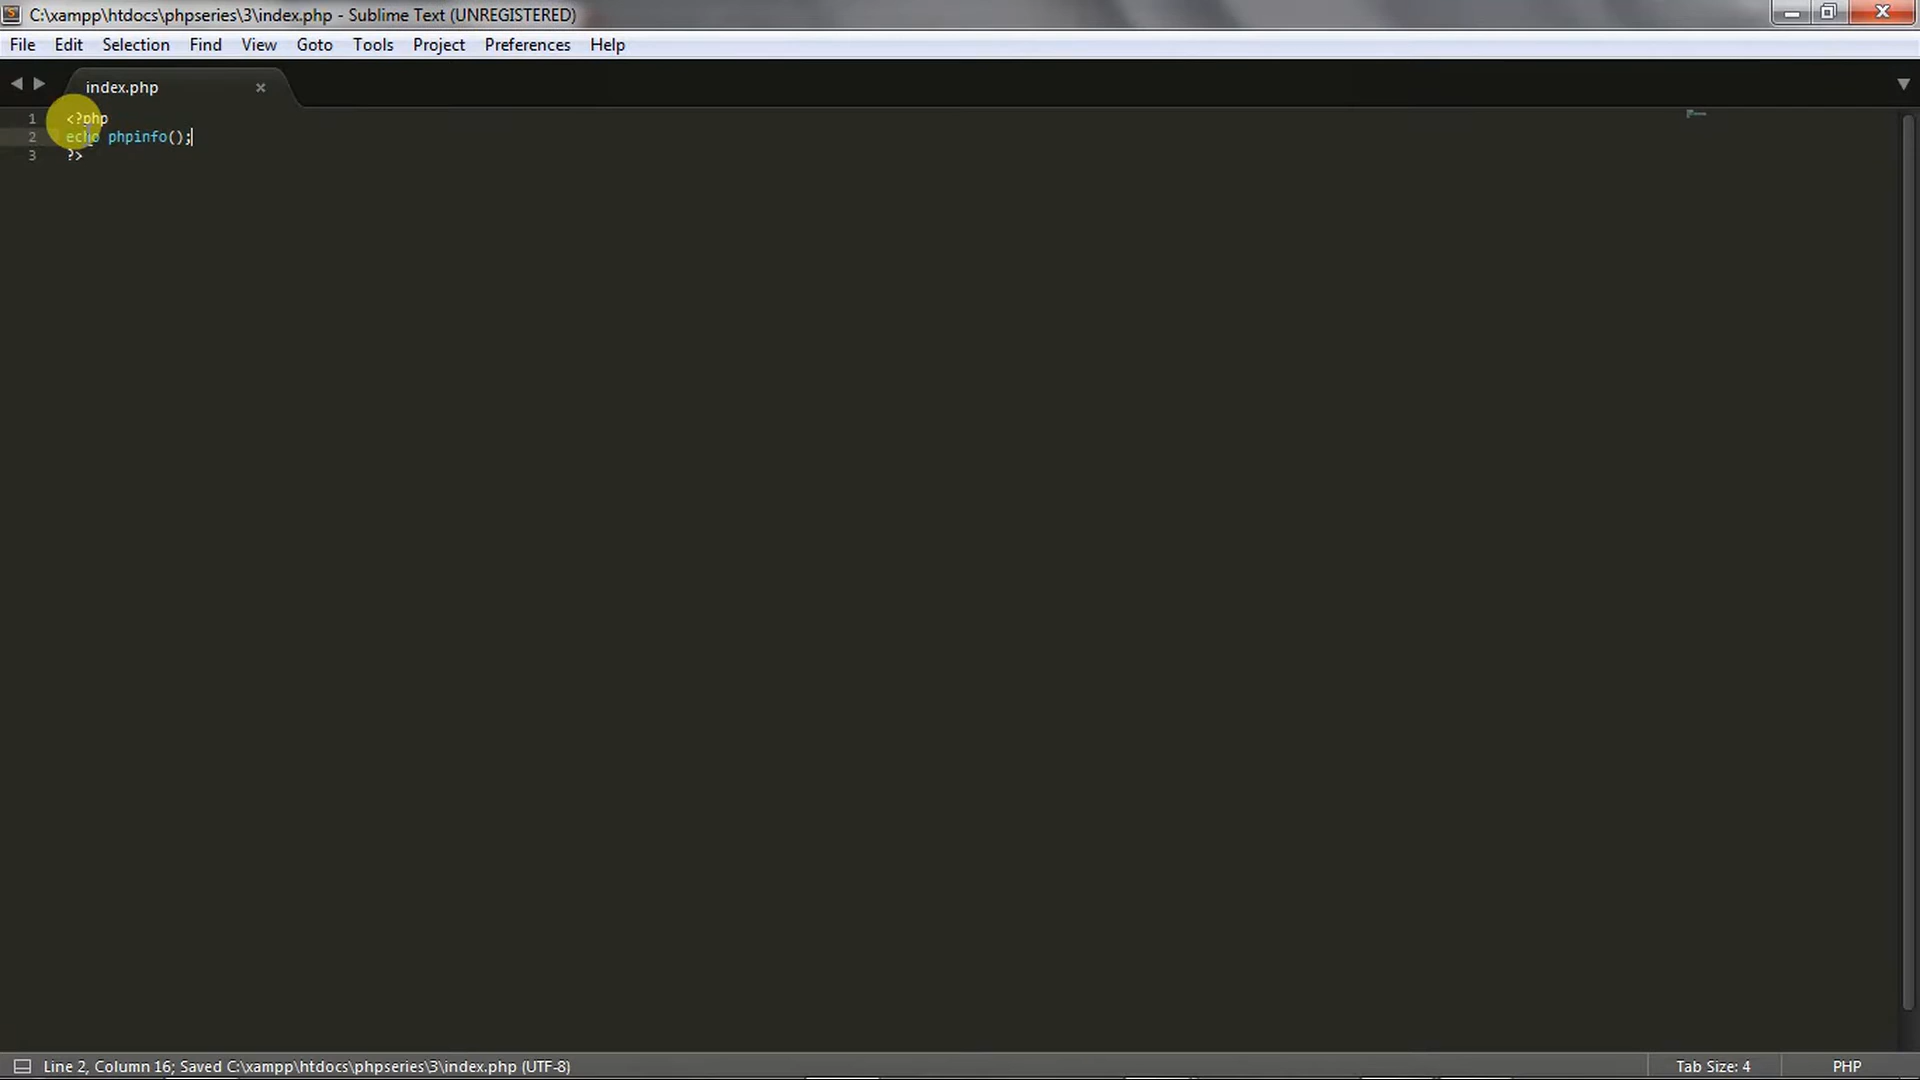 C:\xampp\htdocs\phpseries\3\index.php - Sublime Text (UNREGISTERED)
File Edit Selection Find View Goto Tools Project Preferences Help
index.php
1 <?php
2 echo phpinfo();
3 ?>
Line 2, Column 16; Saved C:\xampp\htdocs\phpseries\3\index.php (UTF-8) Tab Size: 4 PHP